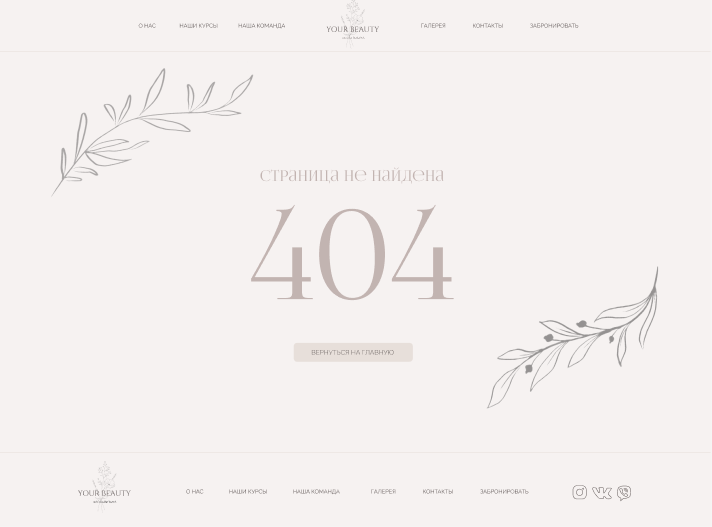 О НАС НАШИ КУРСЫ НАША КОМАНДА YOUR BEAUTY ГАЛЕРЕЯ КОНТАКТЫ ЗАБРОНИРОВАТЬ
страница не найдена
404
ВЕРНУТЬСЯ НА ГЛАВНУЮ
YOUR BEAUTY О НАС НАШИ КУРСЫ НАША КОМАНДА ГАЛЕРЕЯ КОНТАКТЫ ЗАБРОНИРОВАТЬ